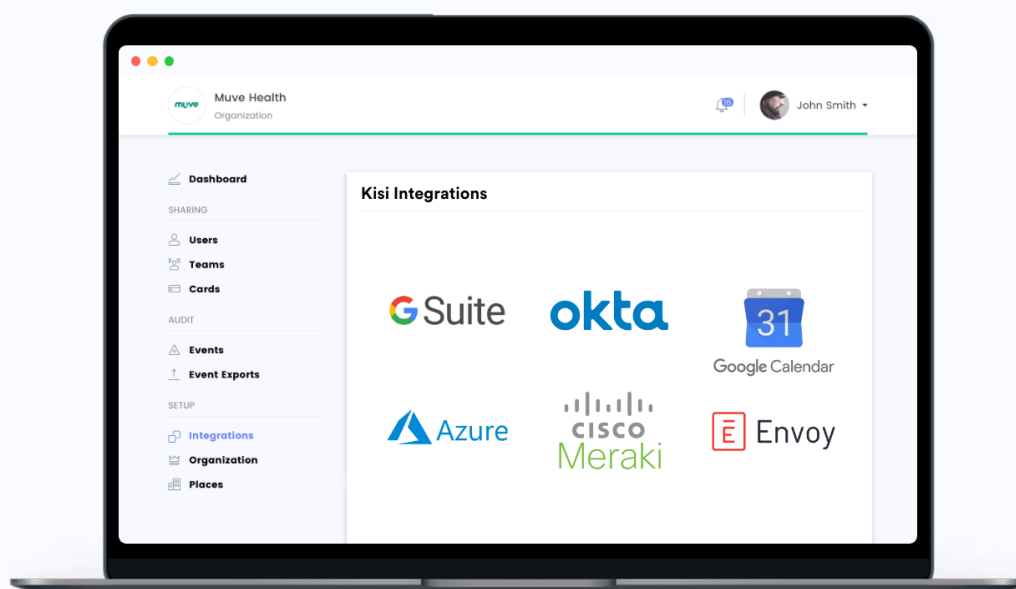 muve
Muve Health
Organization
John Smith
Dashboard
SHARING
Users
Teams
Cards
AUDIT
Events
Event Exports
SETUP
Integrations
Organization
Places
Kisi Integrations
G Suite
okta
31
Google Calendar
Azure
CISCO
Meraki
E Envoy